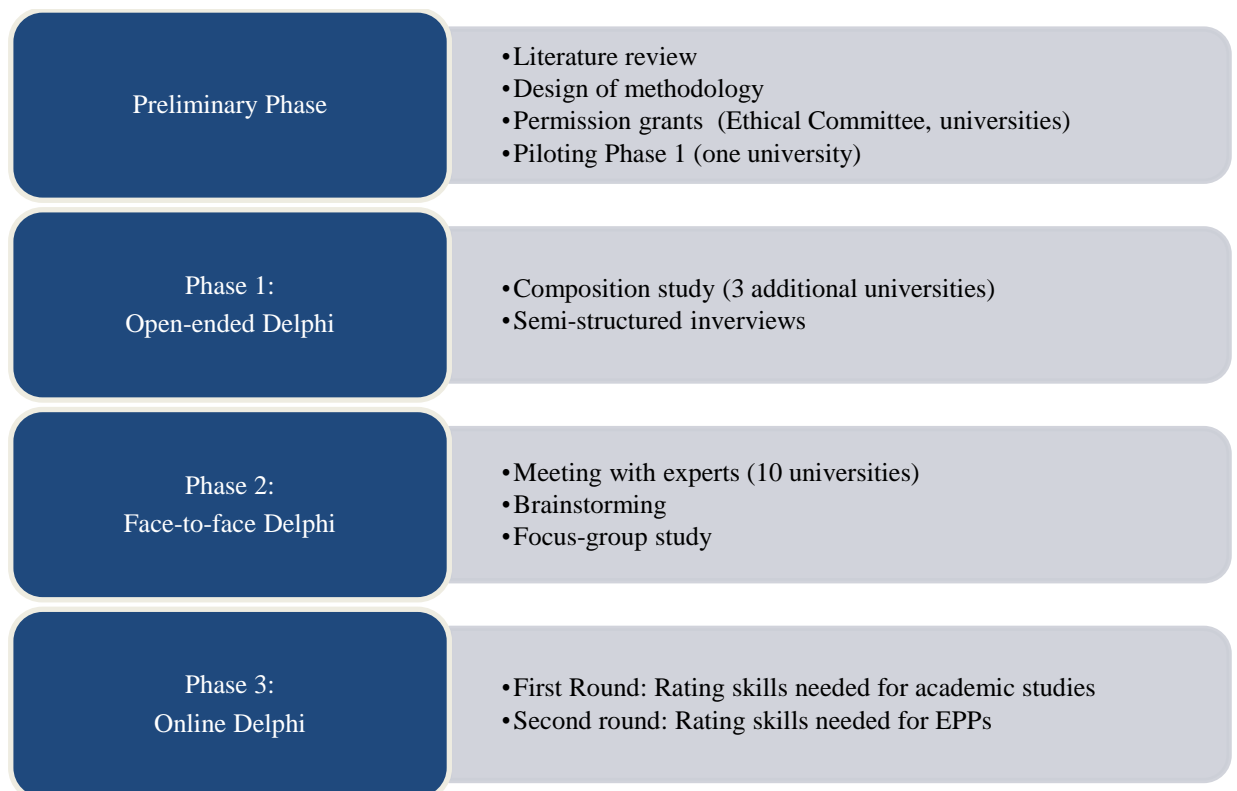 Preliminary Phase
•Literature review
•Design of methodology
•Permission grants (Ethical Committee, universities)
•Piloting Phase 1 (one university)
Phase 1:
Open-ended Delphi
•Composition study (3 additional universities)
•Semi-structured inverviews
Phase 2:
Face-to-face Delphi
•Meeting with experts (10 universities)
•Brainstorming
•Focus-group study
Phase 3:
Online Delphi
•First Round: Rating skills needed for academic studies
•Second round: Rating skills needed for EPPs